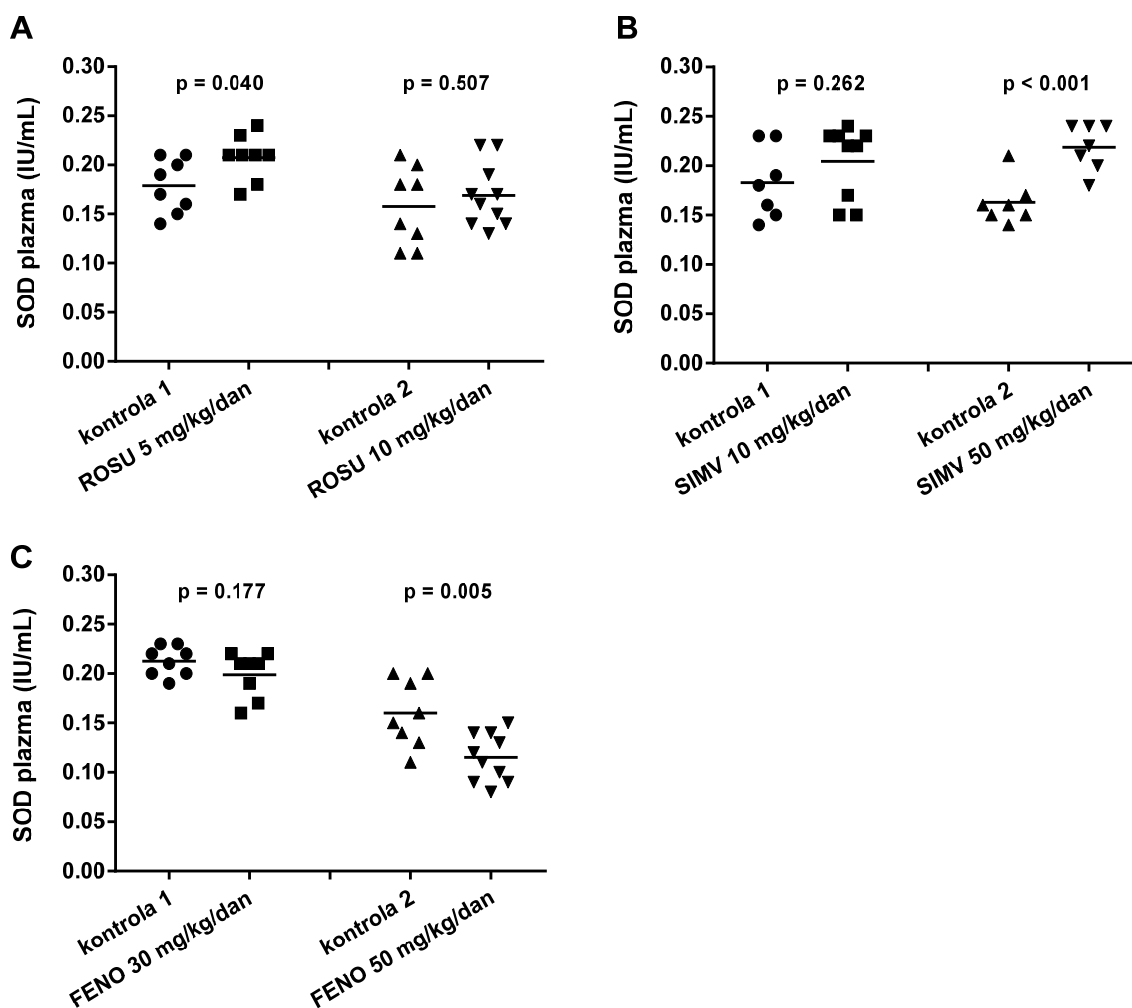 A
SOD plazma (IU/mL)
0.30
0.25
0.20
0.15
0.10
0.05
0.00
p = 0.040
p = 0.507
kontrola 1
ROSU 5 mg/kg/dan
kontrola 2
ROSU 10 mg/kg/dan
B
SOD plazma (IU/mL)
0.30
0.25
0.20
0.15
0.10
0.05
0.00
p = 0.262
p < 0.001
kontrola 1
SIMV 10 mg/kg/dan
kontrola 2
SIMV 50 mg/kg/dan
C
SOD plazma (IU/mL)
0.30
0.25
0.20
0.15
0.10
0.05
0.00
p = 0.177
p = 0.005
kontrola 1
FENO 30 mg/kg/dan
kontrola 2
FENO 50 mg/kg/dan